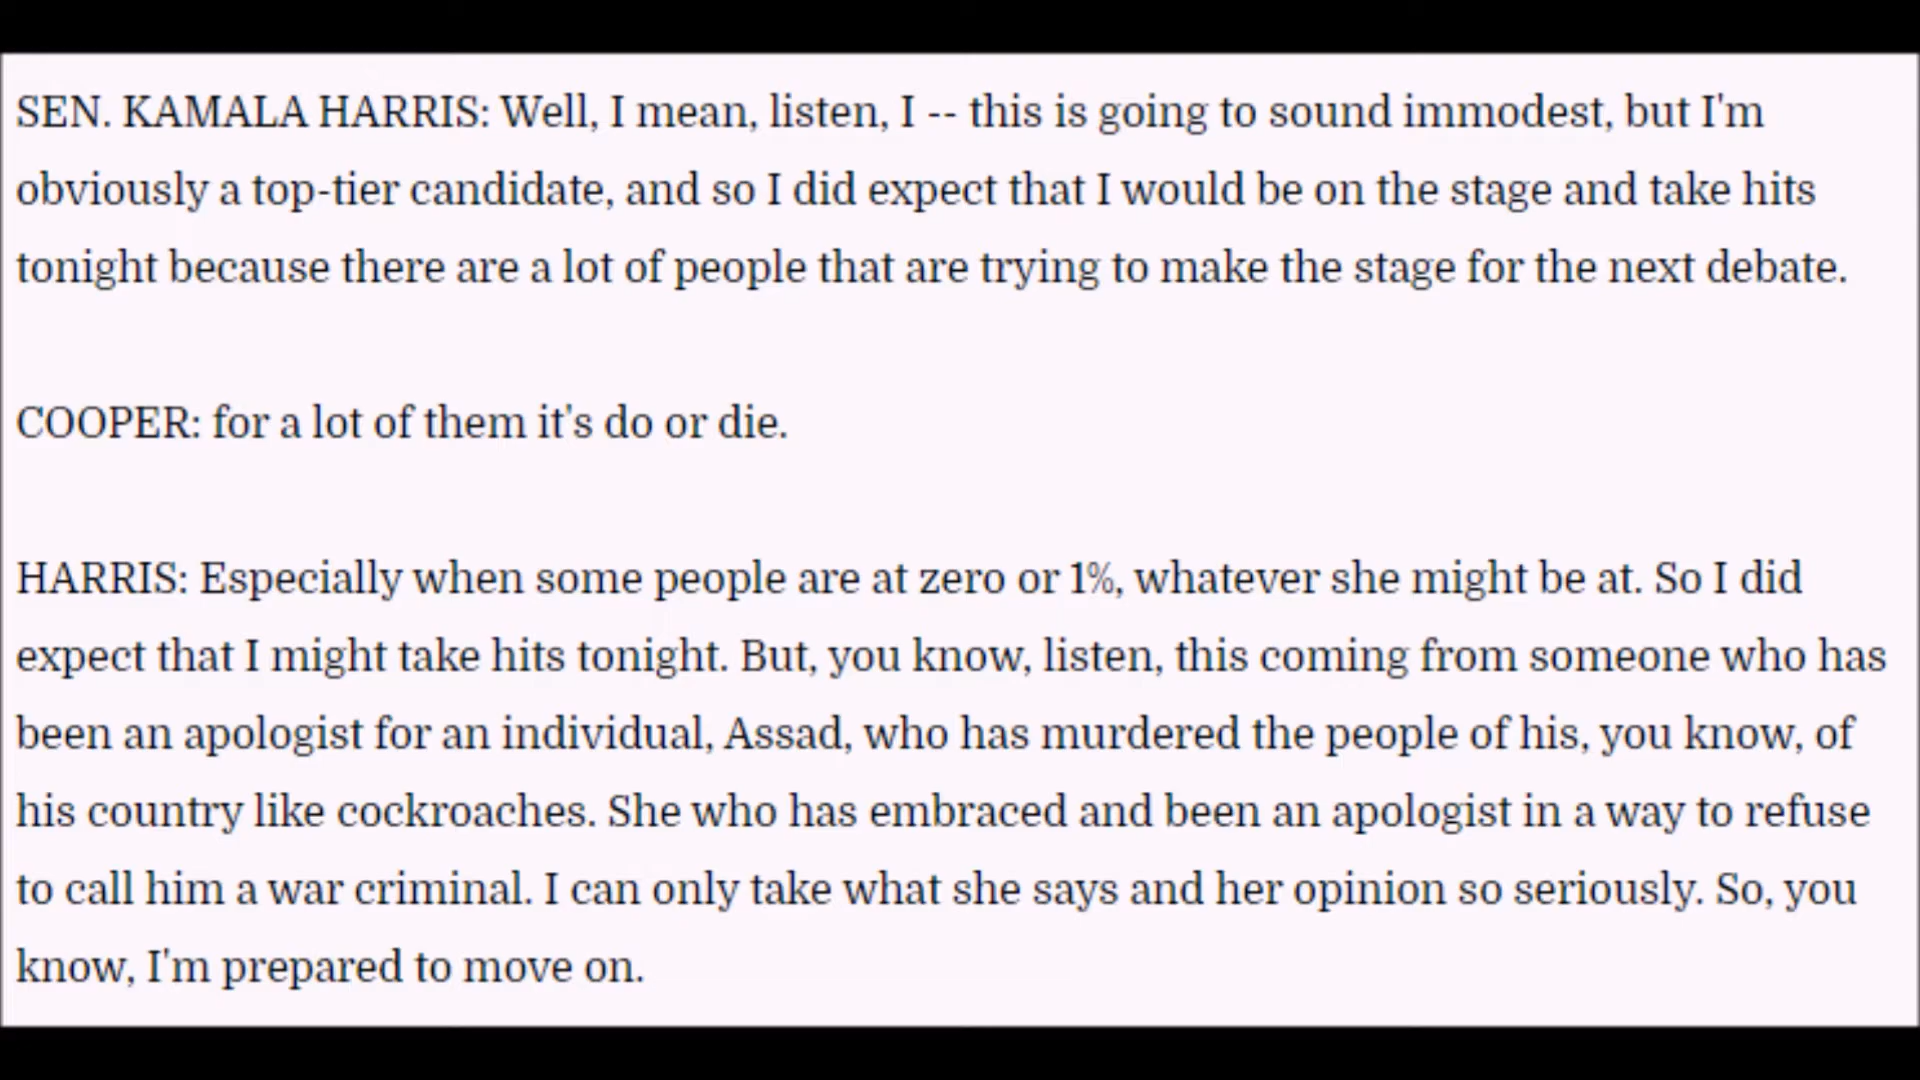 SEN. KAMALA HARRIS: Well, I mean, listen, I -- this is going to sound immodest, but I'm
obviously a top-tier candidate, and so I did expect that I would be on the stage and take hits
tonight because there are a lot of people that are trying to make the stage for the next debate.
COOPER: for a lot of them it's do or die.
HARRIS: Especially when some people are at zero or 1%, whatever she might be at. So I did
expect that I might take hits tonight. But, you know, listen, this coming from someone who has
been an apologist for an individual, Assad, who has murdered the people of his, you know, of
his country like cockroaches. She who has embraced and been an apologist in a way to refuse
to call him a war criminal. I can only take what she says and her opinion so seriously. So, you
know, I'm prepared to move on.